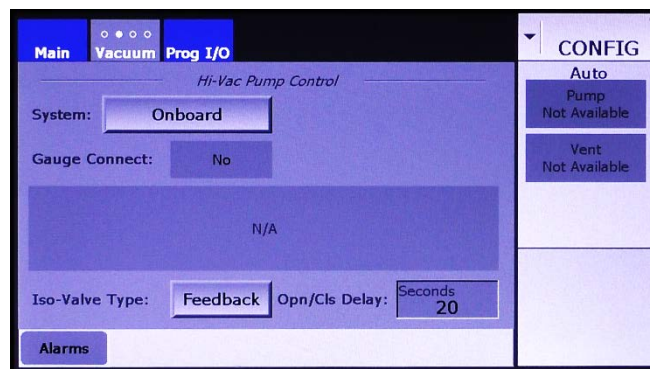 Main Vacuum Prog I/O
Hi-Vac Pump Control
System: Onboard
Gauge Connect: No
N/A
Iso-Valve Type: Feedback Opn/Cls Delay: Seconds 20
Alarms
CONFIG
Auto
Pump
Not Available
Vent
Not Available